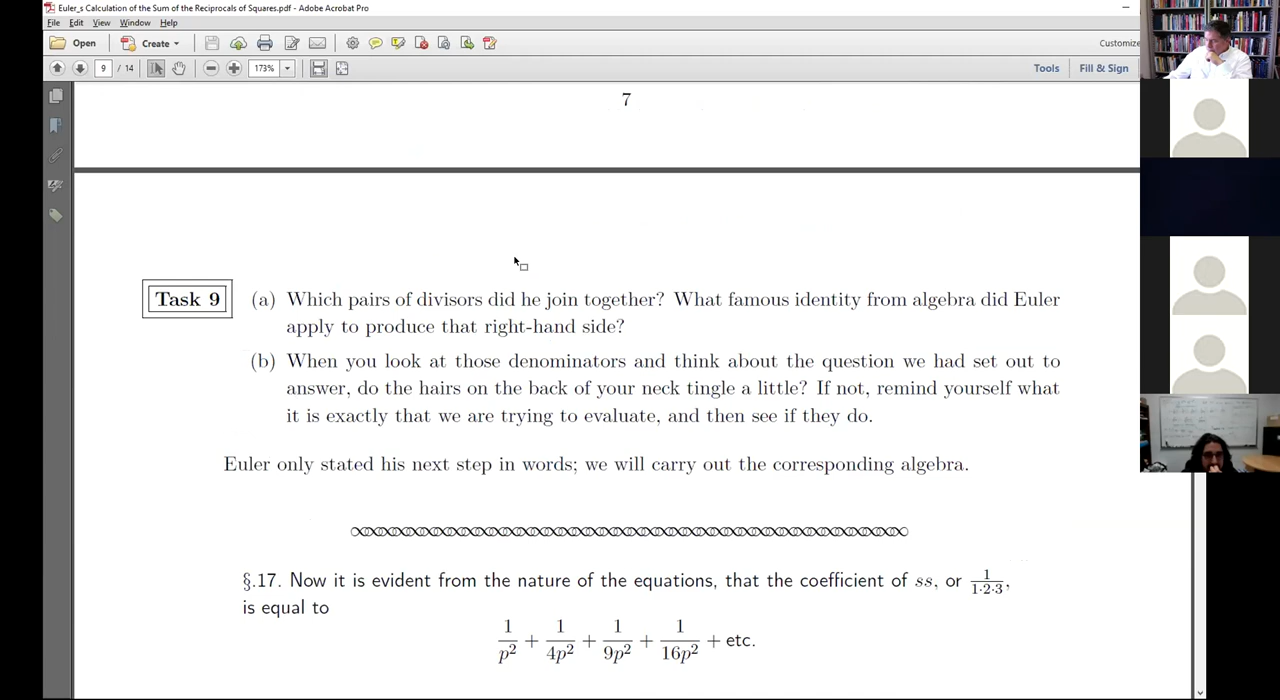 Euler_s Calculation of the Sum of the Reciprocals of Squares.pdf - Adobe Acrobat Pro
File Edit View Window Help
Open Create Customize
9 / 14 173% Tools Fill & Sign
7
Task 9 (a) Which pairs of divisors did he join together? What famous identity from algebra did Euler
apply to produce that right-hand side?
(b) When you look at those denominators and think about the question we had set out to
answer, do the hairs on the back of your neck tingle a little? If not, remind yourself what
it is exactly that we are trying to evaluate, and then see if they do.
Euler only stated his next step in words; we will carry out the corresponding algebra.
§.17. Now it is evident from the nature of the equations, that the coefficient of ss, or 1/1·2·3,
is equal to
1/p² + 1/4p² + 1/9p² + 1/16p² + etc.